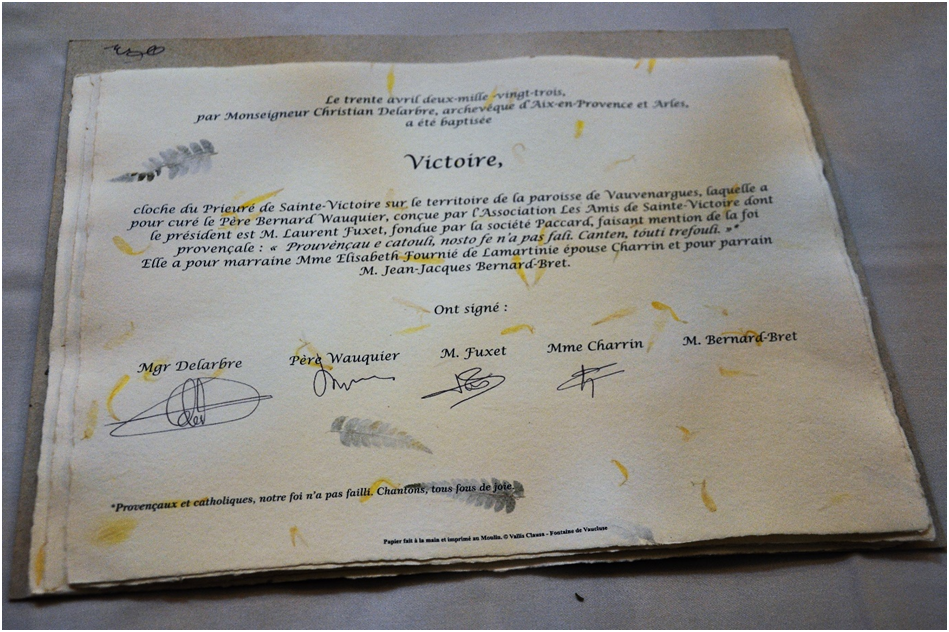 Le trente avril deux-mille -vingt-trois,
par Monseigneur Christian Delarbre, archevêque d'Aix-en-Provence et Arles,
a été baptisée
Victoire,
cloche du Prieuré de Sainte-Victoire sur le territoire de la paroisse de Vauvenargues, laquelle a
pour curé le Père Bernard Wauquier, conçue par l'Association Les Amis de Sainte-Victoire dont
le président est M. Laurent Fuxet, fondue par la société Paccard, faisant mention de la foi
provençale : « Prouvènçau e catouli, nosto fe n'a pas fali. Canten, touti trefouli. »*
Elle a pour marraine Mme Elisabeth Fournié de Lamartinie épouse Charrin et pour parrain
M. Jean-Jacques Bernard-Bret.
Ont signé :
Mgr Delarbre Père Wauquier M. Fuxet Mme Charrin M. Bernard-Bret
*Provençaux et catholiques, notre foi n'a pas failli. Chantons, tous fous de joie.
Papier fait à la main et imprimé au Moulin. © Vallis Clausa - Fontaine de Vaucluse